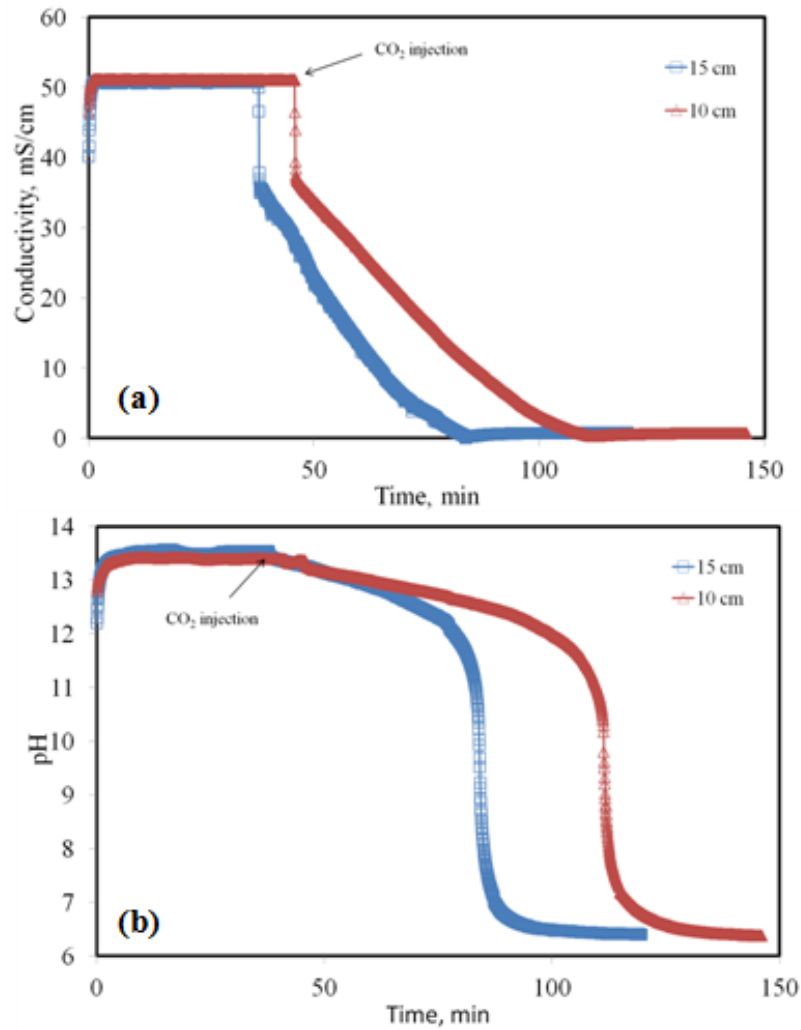 60
50
40
30
20
10
0
Conductivity, mS/cm
CO₂ injection
15 cm
10 cm
(a)
0
50
100
150
Time, min
14
13
12
11
10
9
8
7
6
pH
CO₂ injection
15 cm
10 cm
(b)
0
50
100
150
Time, min